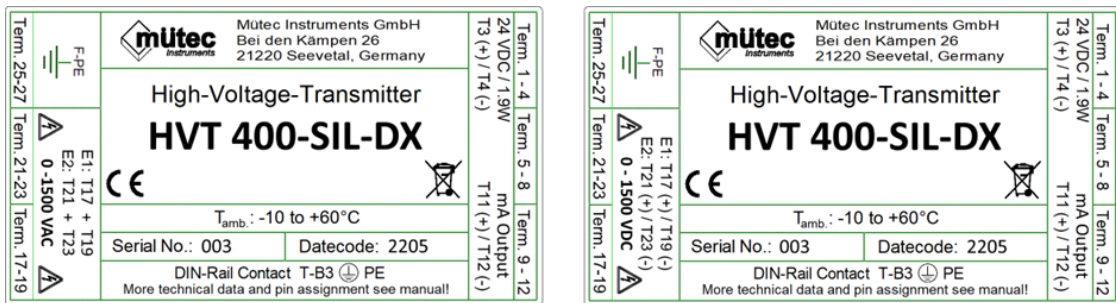 Term. 25-27
Term. 21-23
Term. 17-19
F-PE
E1: T17 + T19
E2: T21 + T23
0 -1500 VAC
mütec
Instruments
Mütec Instruments GmbH
Bei den Kämpen 26
21220 Seevetal, Germany
High-Voltage-Transmitter
HVT 400-SIL-DX
CE
Tamb.: -10 to +60°C
Serial No.: 003
Datecode: 2205
DIN-Rail Contact T-B3 PE
More technical data and pin assignment see manual!
24 VDC / 1.9W
T3 (+) / T4 (-)
mA Output
T11 (+) / T12 (-)
Term. 1 - 4
Term. 5 - 8
Term. 9 - 12
Term. 25-27
Term. 21-23
Term. 17-19
F-PE
E1: T17 (+) / T19 (-)
E2: T21 (+) / T23 (-)
0 - 1500 VDC
mütec
Instruments
Mütec Instruments GmbH
Bei den Kämpen 26
21220 Seevetal, Germany
High-Voltage-Transmitter
HVT 400-SIL-DX
CE
Tamb.: -10 to +60°C
Serial No.: 003
Datecode: 2205
DIN-Rail Contact T-B3 PE
More technical data and pin assignment see manual!
24 VDC / 1.9W
T3 (+) / T4 (-)
mA Output
T11 (+) / T12 (-)
Term. 1 - 4
Term. 5 - 8
Term. 9 - 12